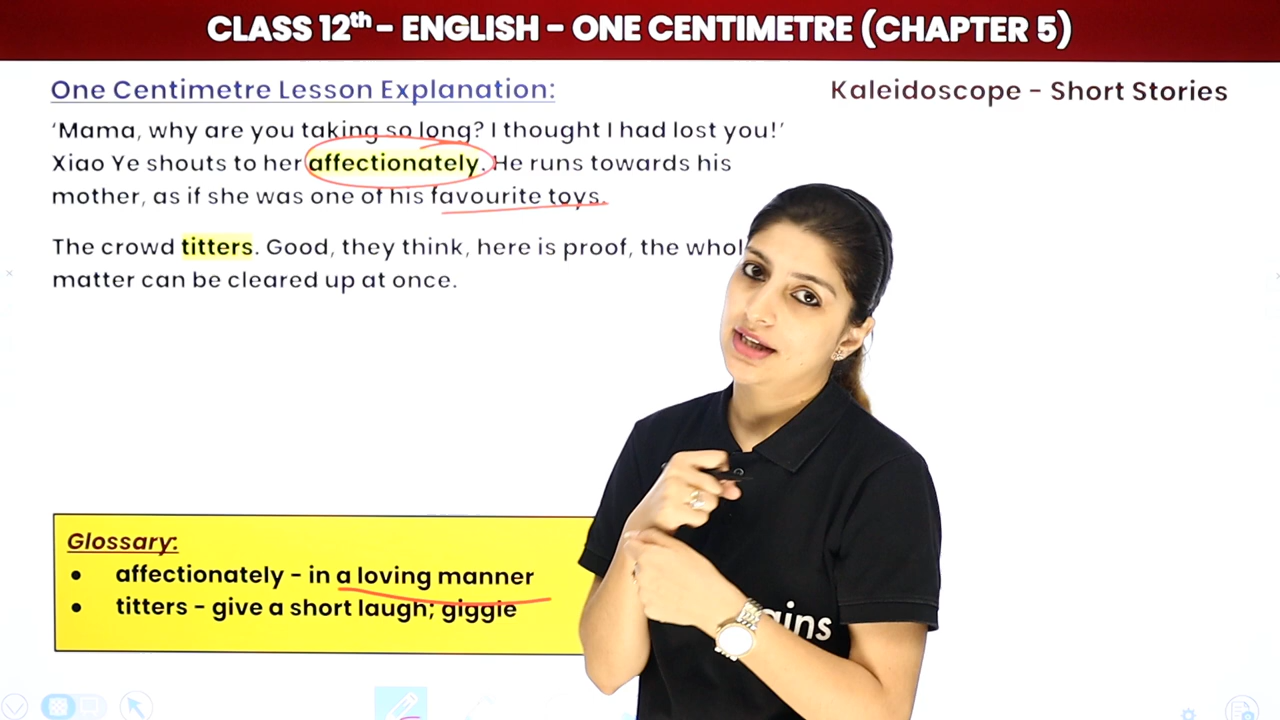 CLASS 12th - ENGLISH - ONE CENTIMETRE (CHAPTER 5)
One Centimetre Lesson Explanation:
Kaleidoscope - Short Stories
‘Mama, why are you taking so long? I thought I had lost you!’
Xiao Ye shouts to her affectionately. He runs towards his
mother, as if she was one of his favourite toys.
The crowd titters. Good, they think, here is proof, the whol
matter can be cleared up at once.
Glossary:
• affectionately - in a loving manner
• titters - give a short laugh; giggle
ains